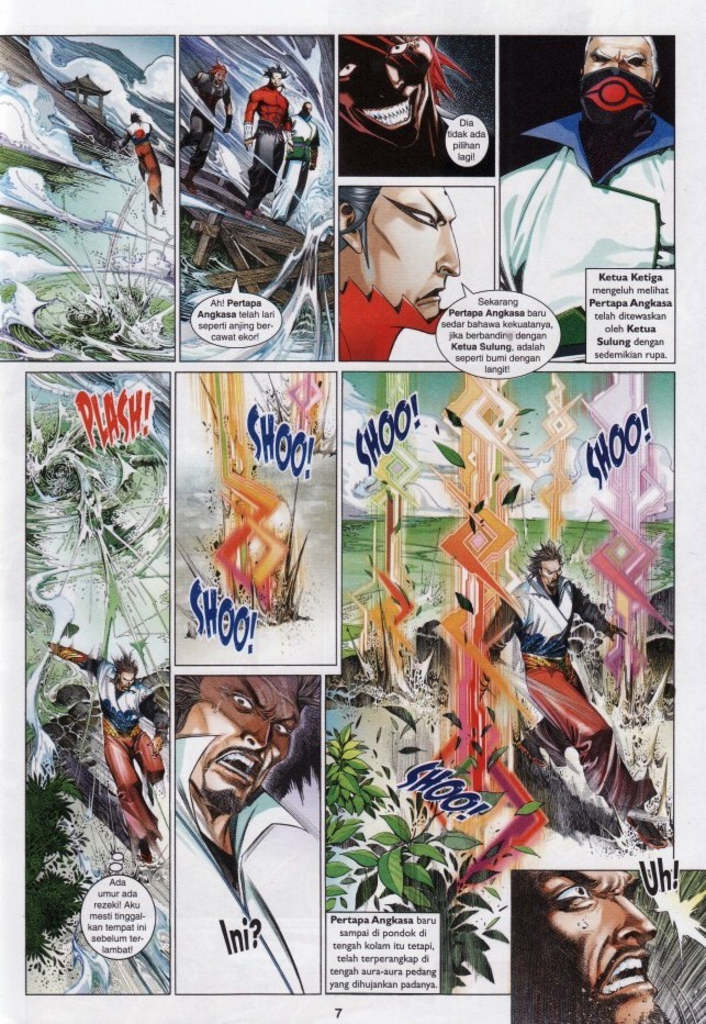 Ah! Pertapa
Angkasa telah lari
seperti anjing ber-
cawat ekor!
Dia
tidak ada
pilihan
lagi!
Sekarang
Pertapa Angkasa baru
sedar bahawa kekuatanya,
jika berbanding dengan
Ketua Sulung, adalah
seperti bumi dengan
langit!
Ketua Ketiga
mengeluh melihat
Pertapa Angkasa
telah ditewaskan
oleh Ketua
Sulung dengan
sedemikian rupa.
PLASH!
Ada
umur ada
rezeki! Aku
mesti tinggal-
kan tempat ini
sebelum ter-
lambat!
SHOO!
SHOO!
Ini?
SHOO!
SHOO!
SHOO!
Pertapa Angkasa baru
sampai di pondok di
tengah kolam itu tetapi,
telah terperangkap di
tengah aura-aura pedang
yang dihujankan padanya.
Uh!
7